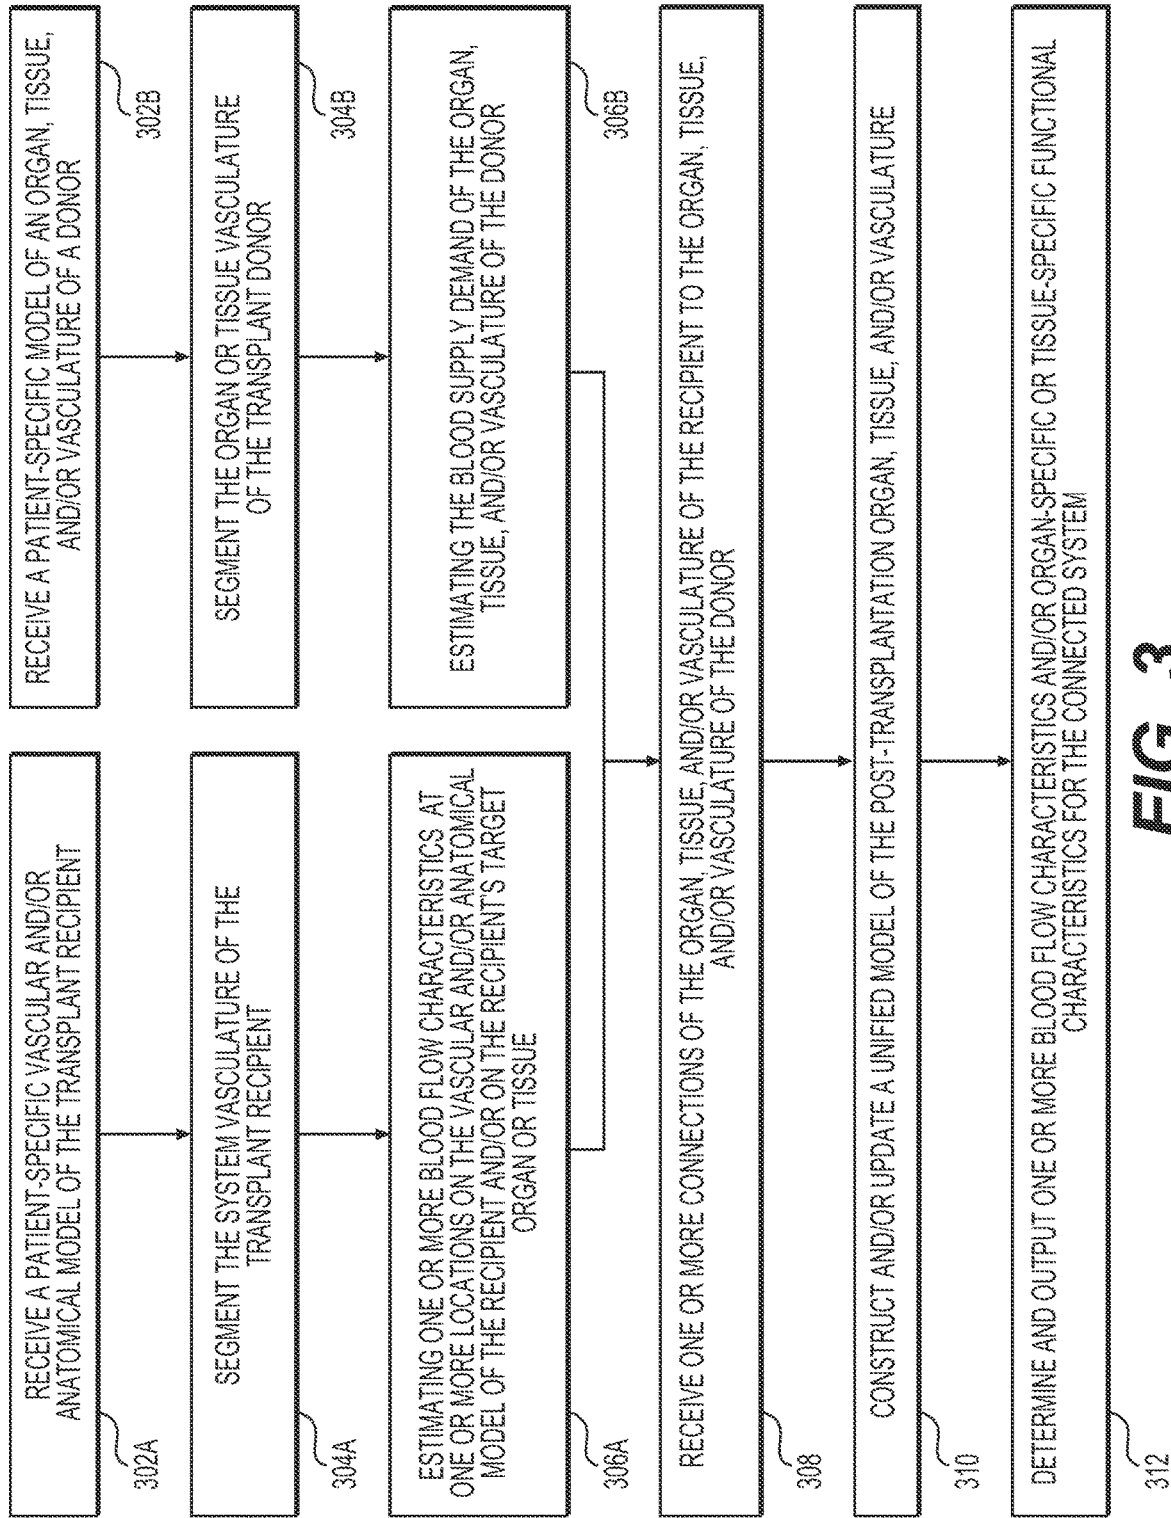 RECEIVE A PATIENT-SPECIFIC VASCULAR AND/OR
ANATOMICAL MODEL OF THE TRANSPLANT RECIPIENT
302A
RECEIVE A PATIENT-SPECIFIC MODEL OF AN ORGAN, TISSUE,
AND/OR VASCULATURE OF A DONOR
302B
SEGMENT THE SYSTEM VASCULATURE OF THE
TRANSPLANT RECIPIENT
304A
SEGMENT THE ORGAN OR TISSUE VASCULATURE
OF THE TRANSPLANT DONOR
304B
ESTIMATING ONE OR MORE BLOOD FLOW CHARACTERISTICS AT
ONE OR MORE LOCATIONS ON THE VASCULAR AND/OR ANATOMICAL
MODEL OF THE RECIPIENT AND/OR ON THE RECIPIENT'S TARGET
ORGAN OR TISSUE
306A
ESTIMATING THE BLOOD SUPPLY DEMAND OF THE ORGAN,
TISSUE, AND/OR VASCULATURE OF THE DONOR
306B
RECEIVE ONE OR MORE CONNECTIONS OF THE ORGAN, TISSUE, AND/OR VASCULATURE OF THE RECIPIENT TO THE ORGAN, TISSUE,
AND/OR VASCULATURE OF THE DONOR
308
CONSTRUCT AND/OR UPDATE A UNIFIED MODEL OF THE POST-TRANSPLANTATION ORGAN, TISSUE, AND/OR VASCULATURE
310
DETERMINE AND OUTPUT ONE OR MORE BLOOD FLOW CHARACTERISTICS AND/OR ORGAN-SPECIFIC OR TISSUE-SPECIFIC FUNCTIONAL
CHARACTERISTICS FOR THE CONNECTED SYSTEM
312
FIG. 3